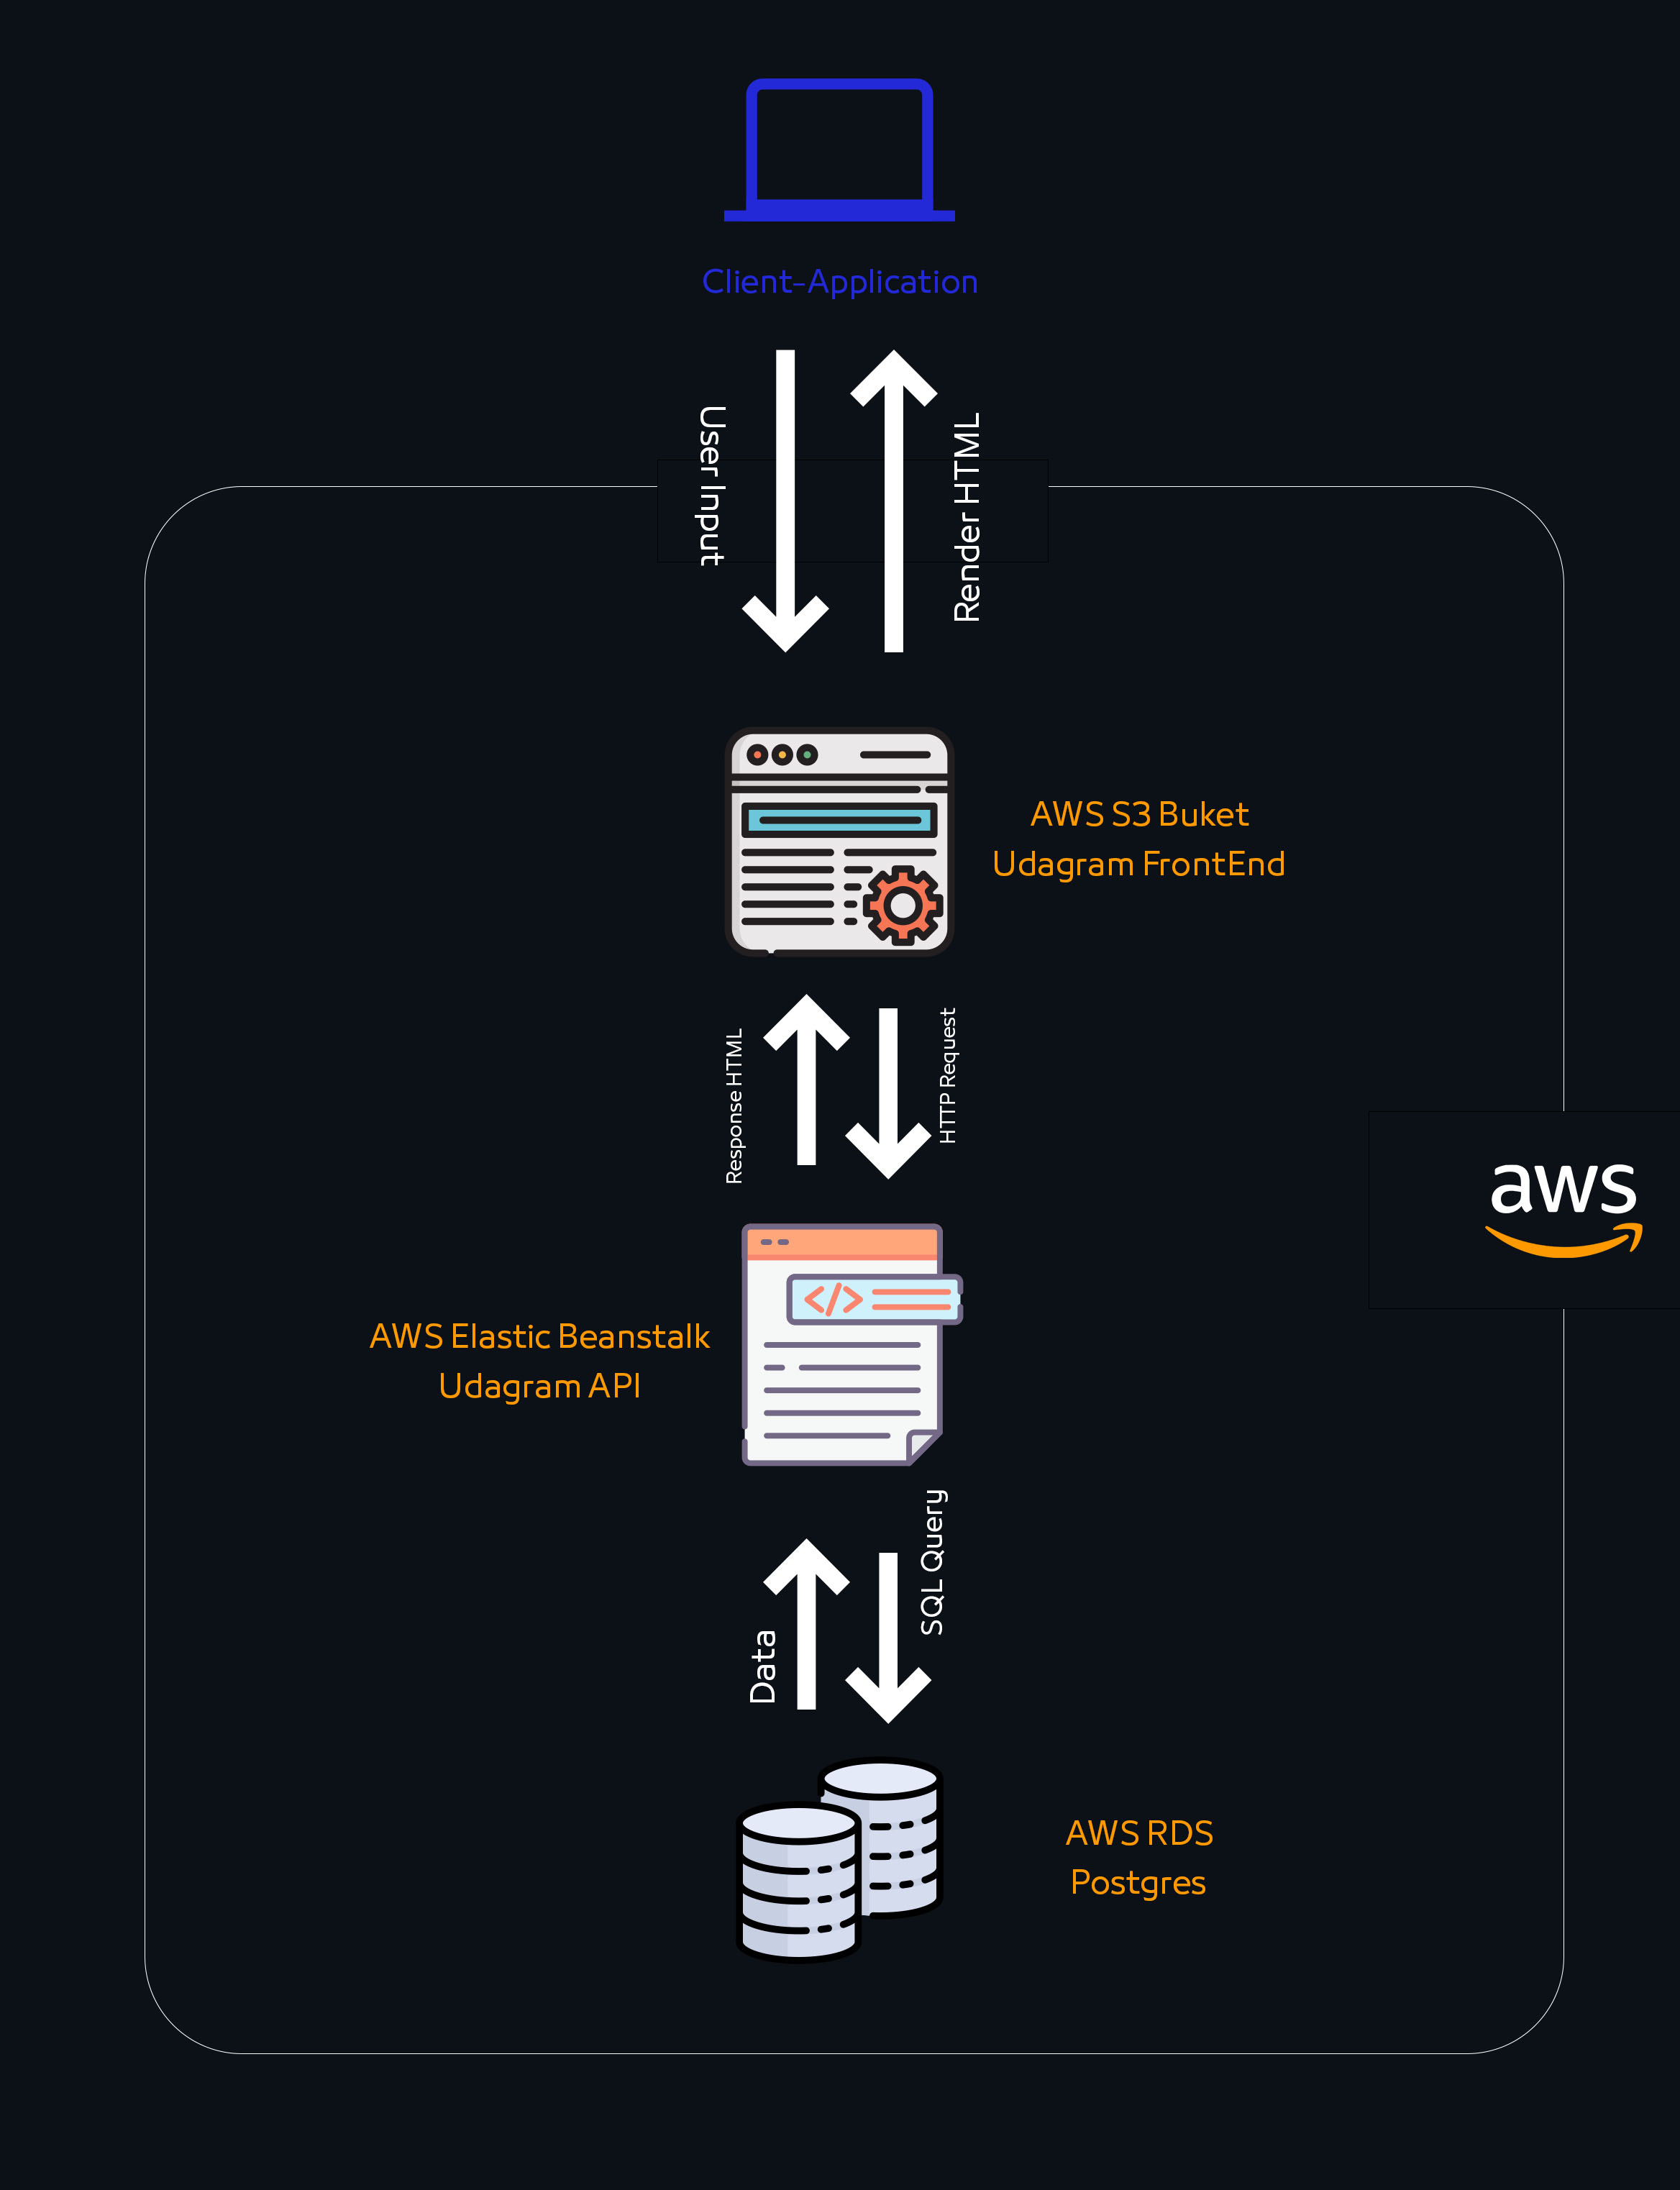 Client-Application
User Input
Render HTML
AWS S3 Buket
Udagram FrontEnd
Response HTML
HTTP Request
aws
</>
AWS Elastic Beanstalk
Udagram API
SQL Query
Data
AWS RDS
Postgres